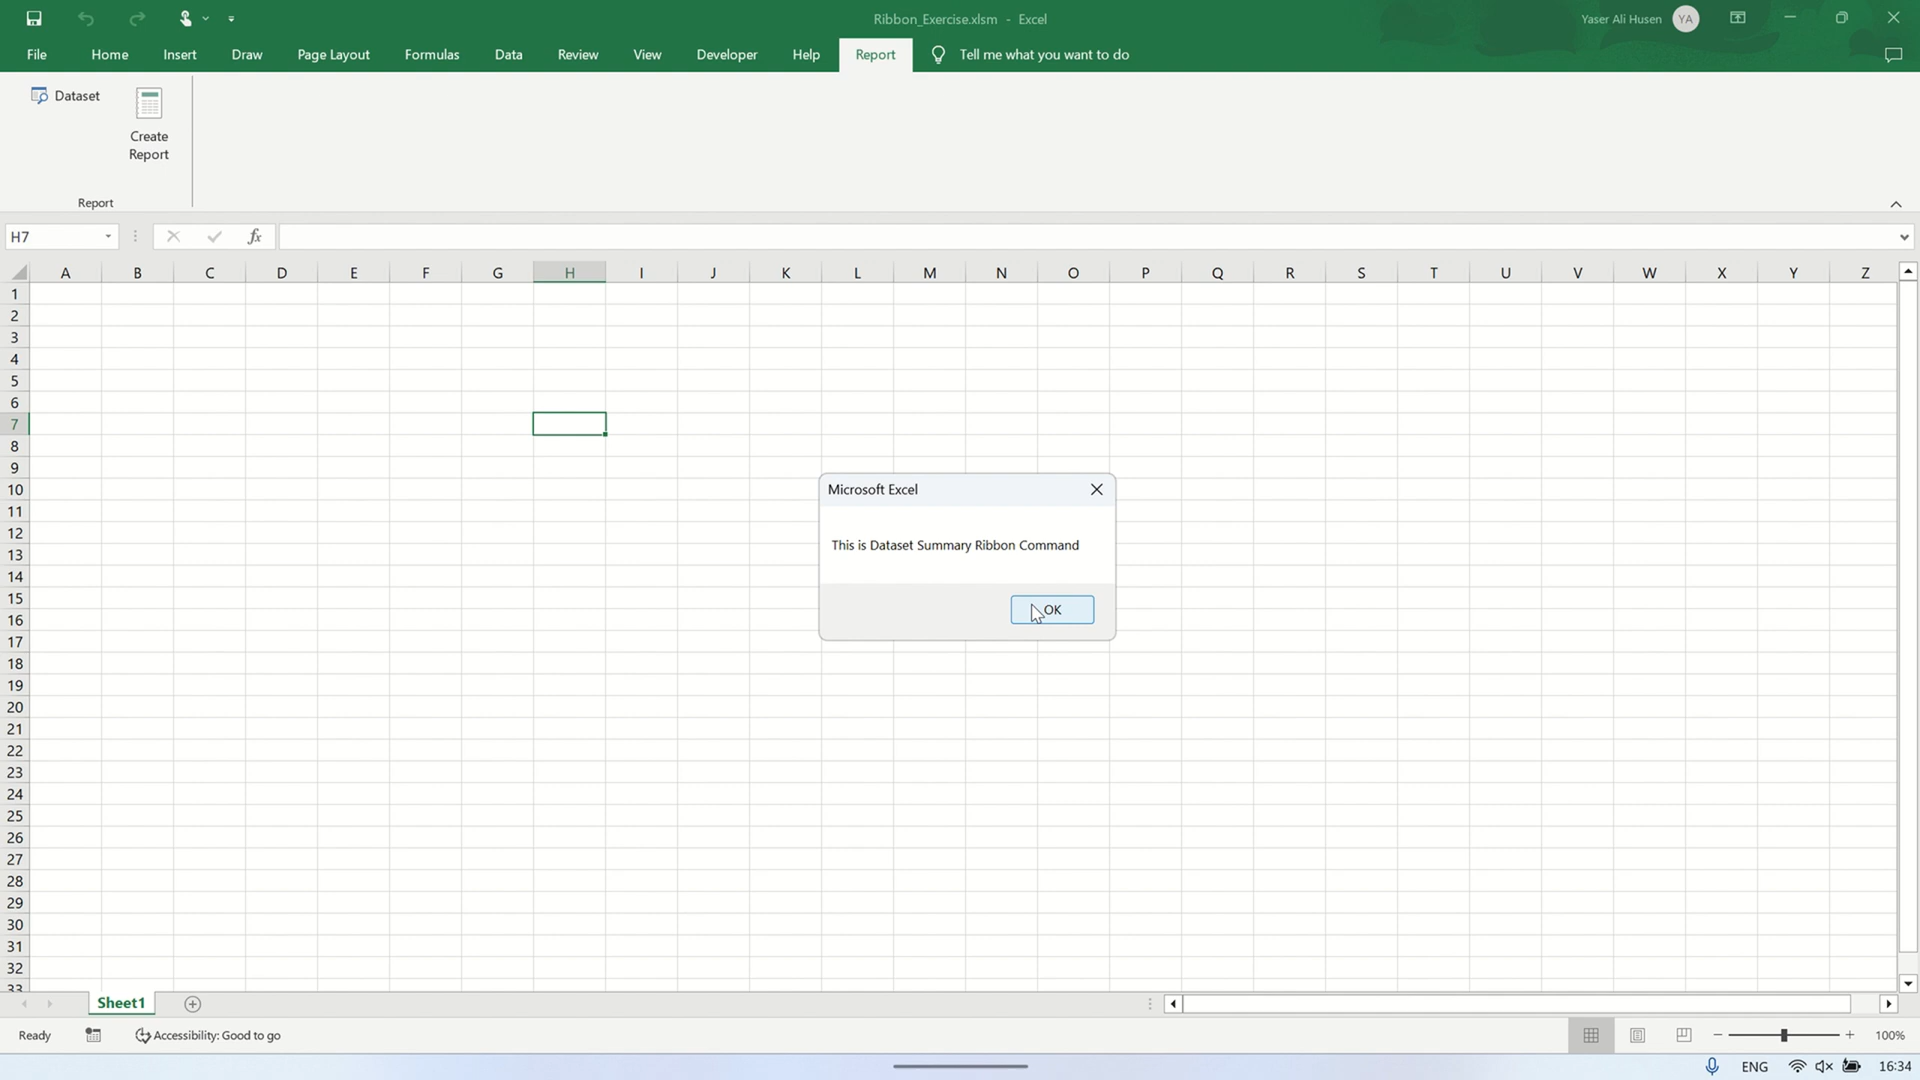 Ribbon_Exercise.xlsm - Excel
Yaser Ali Husen YA
File Home Insert Draw Page Layout Formulas Data Review View Developer Help Report Tell me what you want to do
Dataset
Create
Report
Report
H7
fx
A B C D E F G H I J K L M N O P Q R S T U V W X Y Z
1
2
3
4
5
6
7
8
9
10
11
12
13
14
15
16
17
18
19
20
21
22
23
24
25
26
27
28
29
30
31
32
33
Microsoft Excel
This is Dataset Summary Ribbon Command
OK
Sheet1
Ready Accessibility: Good to go 100%
ENG 16:34